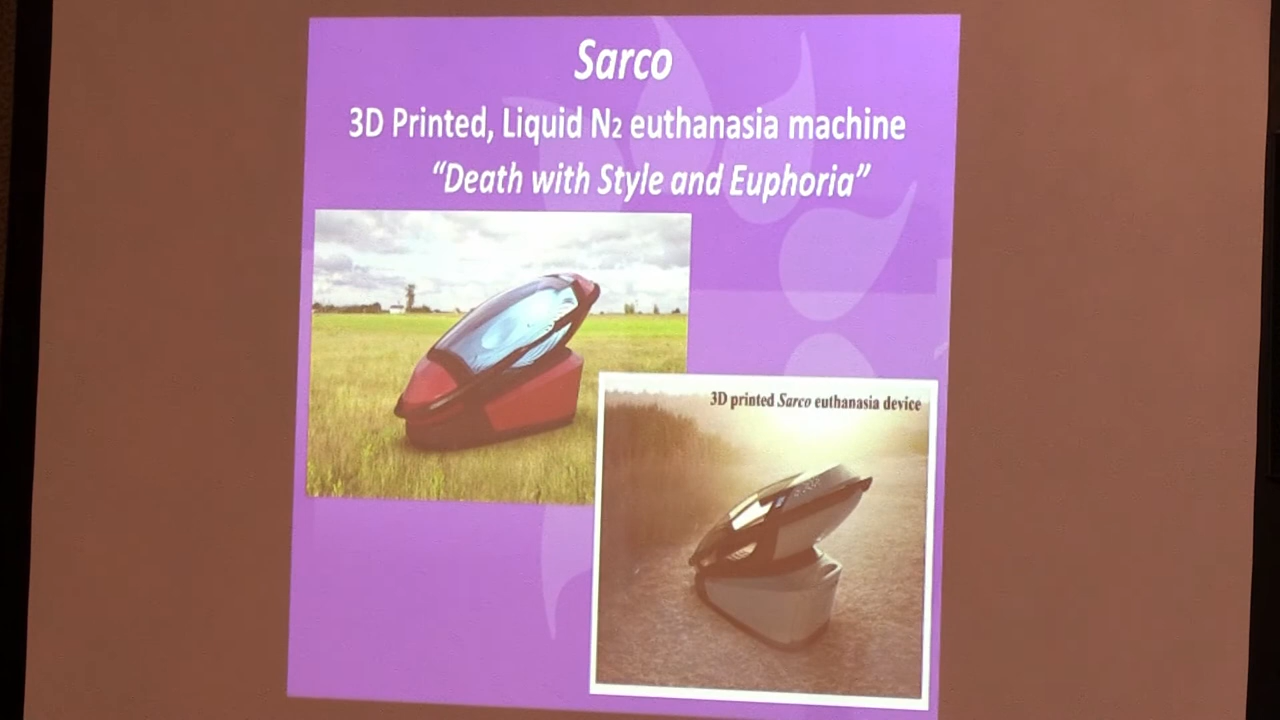 Sarco
3D Printed, Liquid N2 euthanasia machine
“Death with Style and Euphoria”
3D printed Sarco euthanasia device